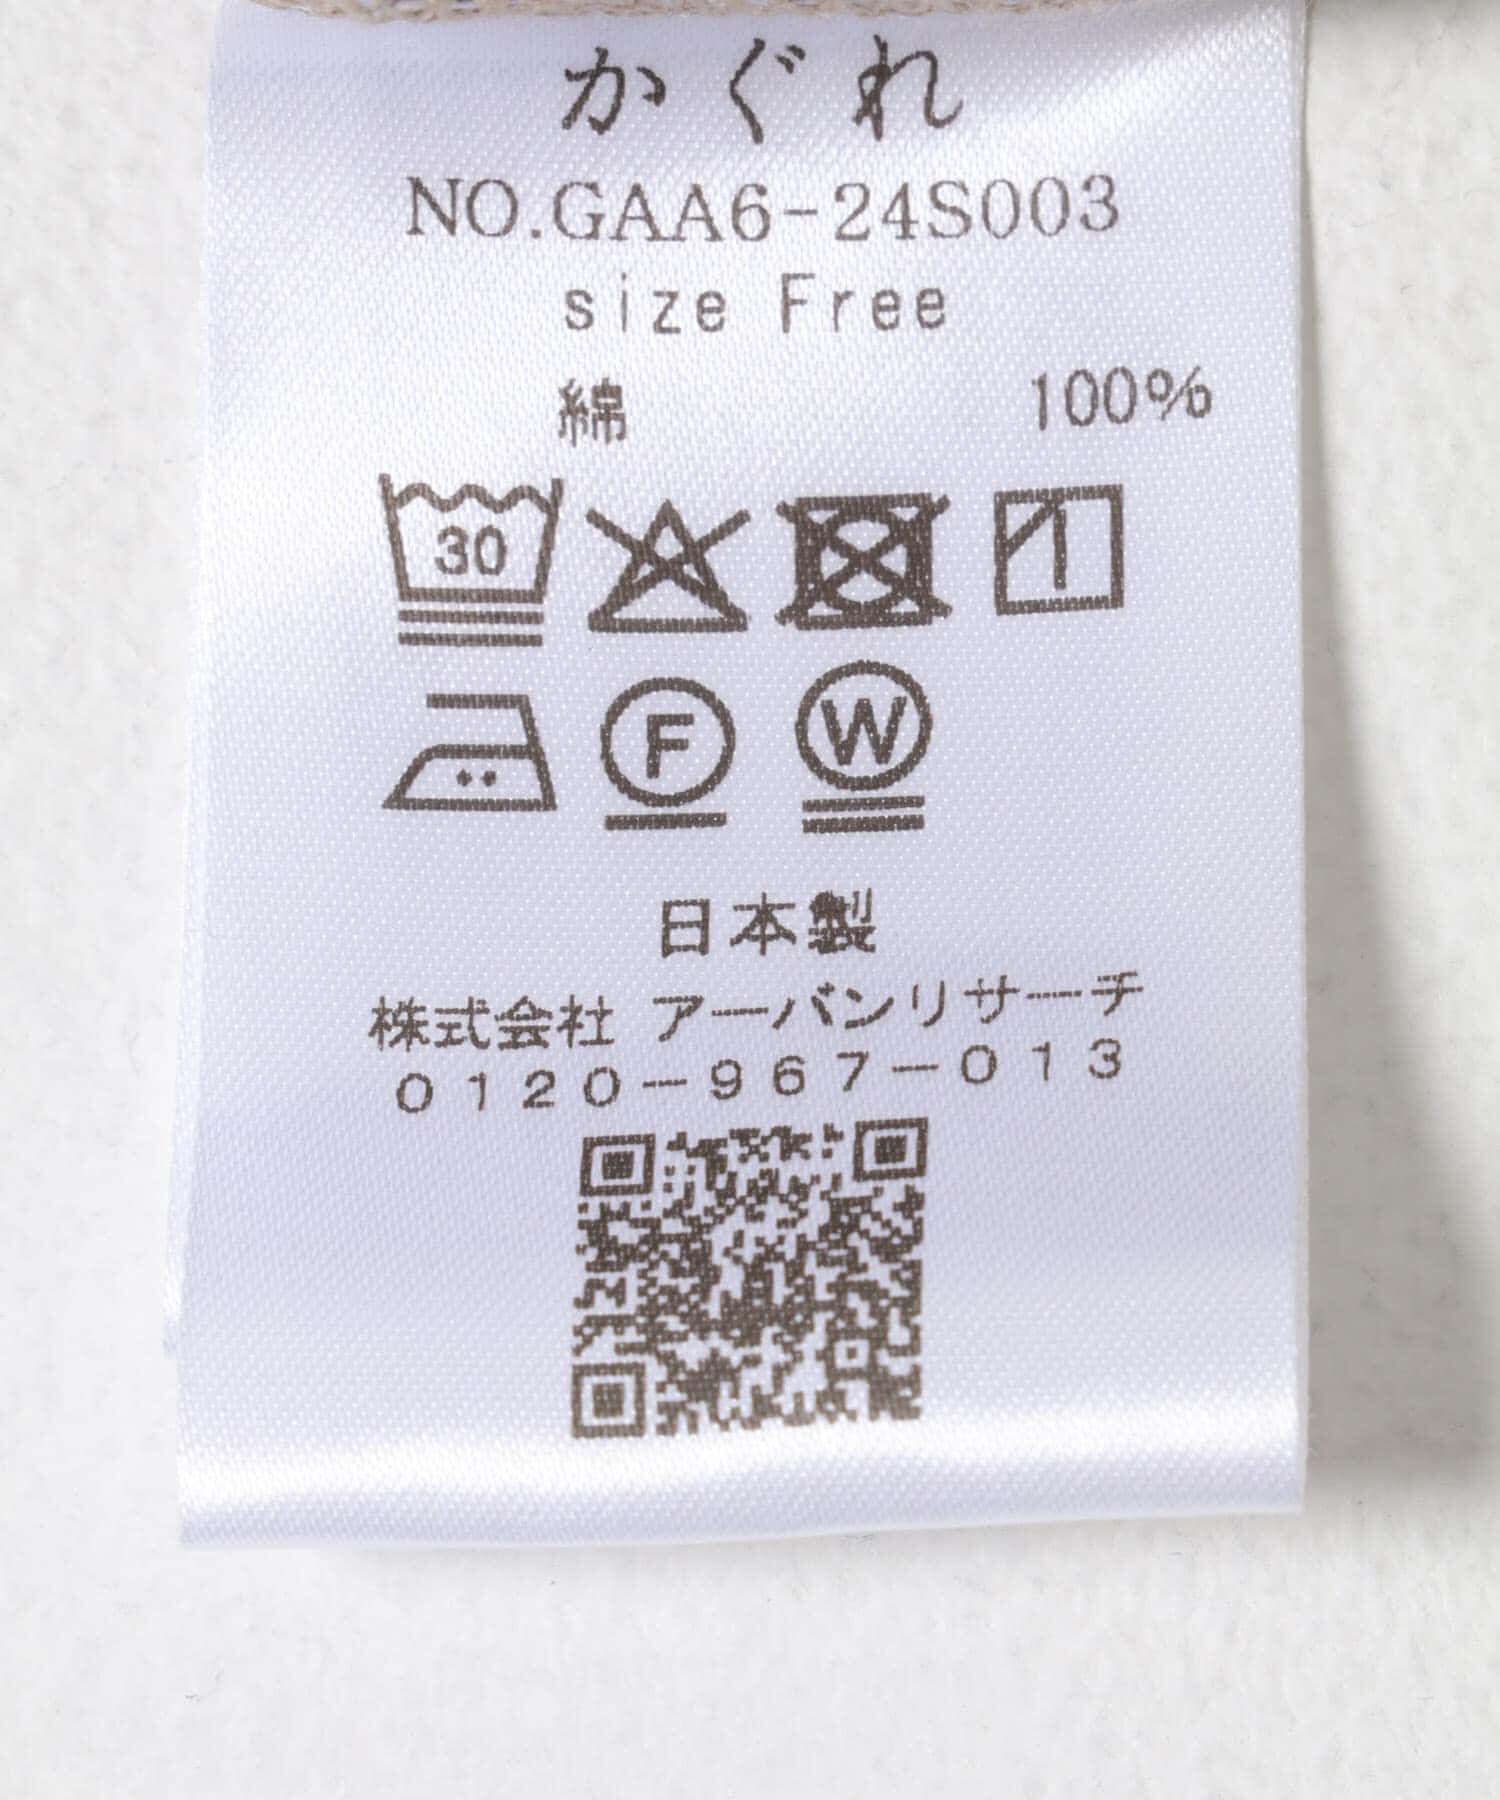 かぐれ
NO.GAA6-24S003
size Free
綿 100%
30
F W
日本製
株式会社 アーバンリサーチ
0120-967-013